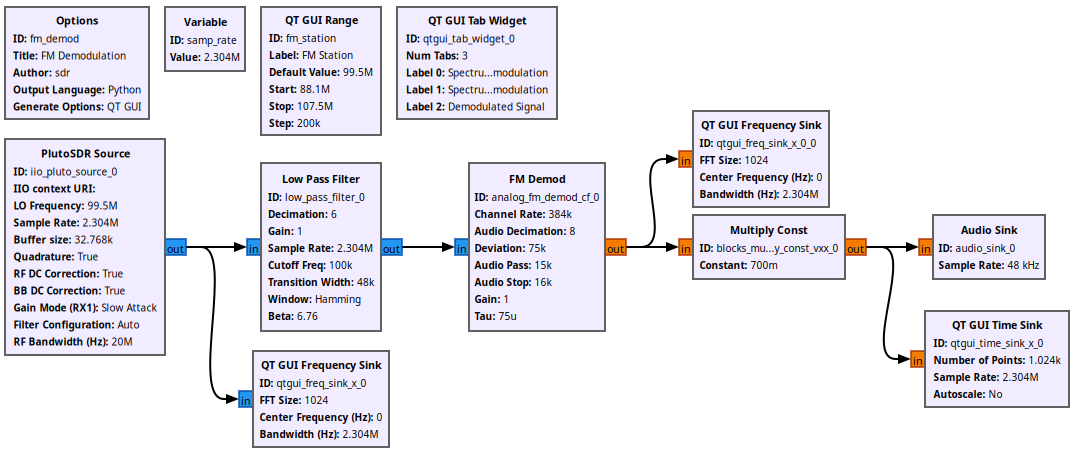 Options
ID: fm_demod
Title: FM Demodulation
Author: sdr
Output Language: Python
Generate Options: QT GUI
Variable
ID: samp_rate
Value: 2.304M
QT GUI Range
ID: fm_station
Label: FM Station
Default Value: 99.5M
Start: 88.1M
Stop: 107.5M
Step: 200k
QT GUI Tab Widget
ID: qtgui_tab_widget_0
Num Tabs: 3
Label 0: Spectru...modulation
Label 1: Spectru...modulation
Label 2: Demodulated Signal
PlutoSDR Source
ID: iio_pluto_source_0
IIO context URI:
LO Frequency: 99.5M
Sample Rate: 2.304M
Buffer size: 32.768k
Quadrature: True
RF DC Correction: True
BB DC Correction: True
Gain Mode (RX1): Slow Attack
Filter Configuration: Auto
RF Bandwidth (Hz): 20M
out
in
Low Pass Filter
ID: low_pass_filter_0
Decimation: 6
Gain: 1
Sample Rate: 2.304M
Cutoff Freq: 100k
Transition Width: 48k
Window: Hamming
Beta: 6.76
out
in
QT GUI Frequency Sink
ID: qtgui_freq_sink_x_0
FFT Size: 1024
Center Frequency (Hz): 0
Bandwidth (Hz): 2.304M
in
FM Demod
ID: analog_fm_demod_cf_0
Channel Rate: 384k
Audio Decimation: 8
Deviation: 75k
Audio Pass: 15k
Audio Stop: 16k
Gain: 1
Tau: 75u
out
in
QT GUI Frequency Sink
ID: qtgui_freq_sink_x_0_0
FFT Size: 1024
Center Frequency (Hz): 0
Bandwidth (Hz): 2.304M
in
Multiply Const
ID: blocks_mu...y_const_vxx_0
Constant: 700m
out
in
Audio Sink
ID: audio_sink_0
Sample Rate: 48 kHz
in
QT GUI Time Sink
ID: qtgui_time_sink_x_0
Number of Points: 1.024k
Sample Rate: 2.304M
Autoscale: No